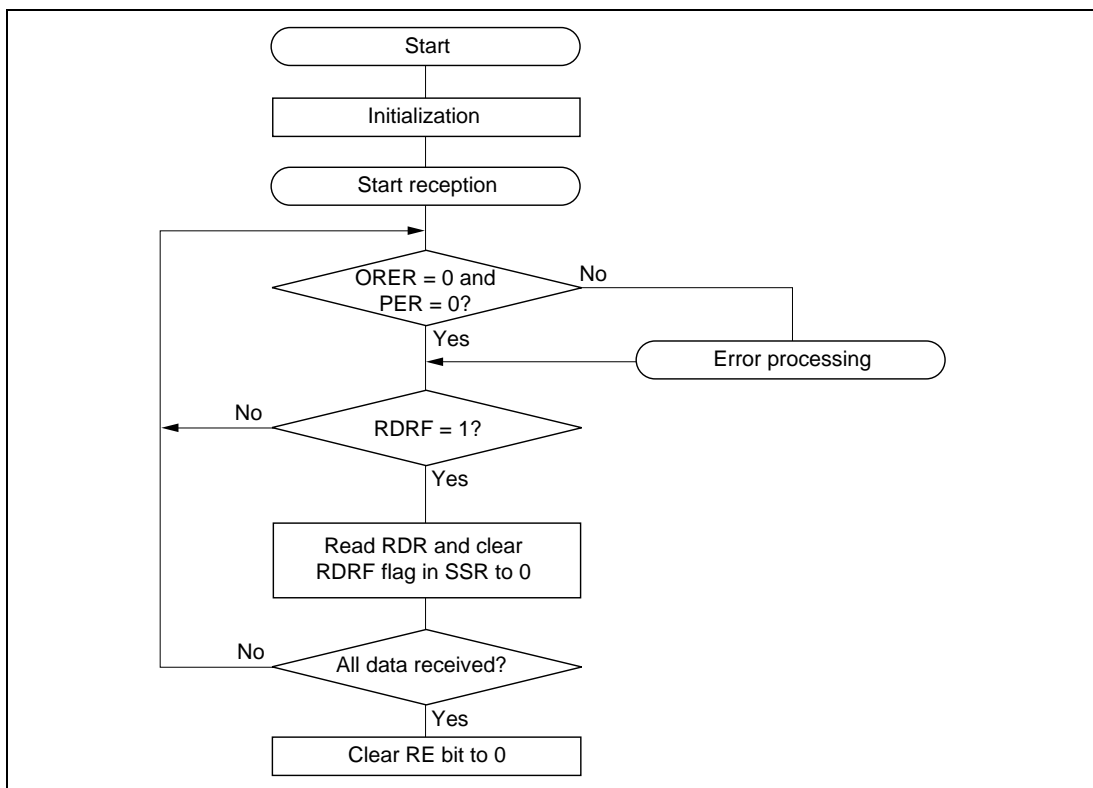 Start
Initialization
Start reception
ORER = 0 and
PER = 0?
No
Yes
Error processing
No
RDRF = 1?
Yes
Read RDR and clear
RDRF flag in SSR to 0
No
All data received?
Yes
Clear RE bit to 0